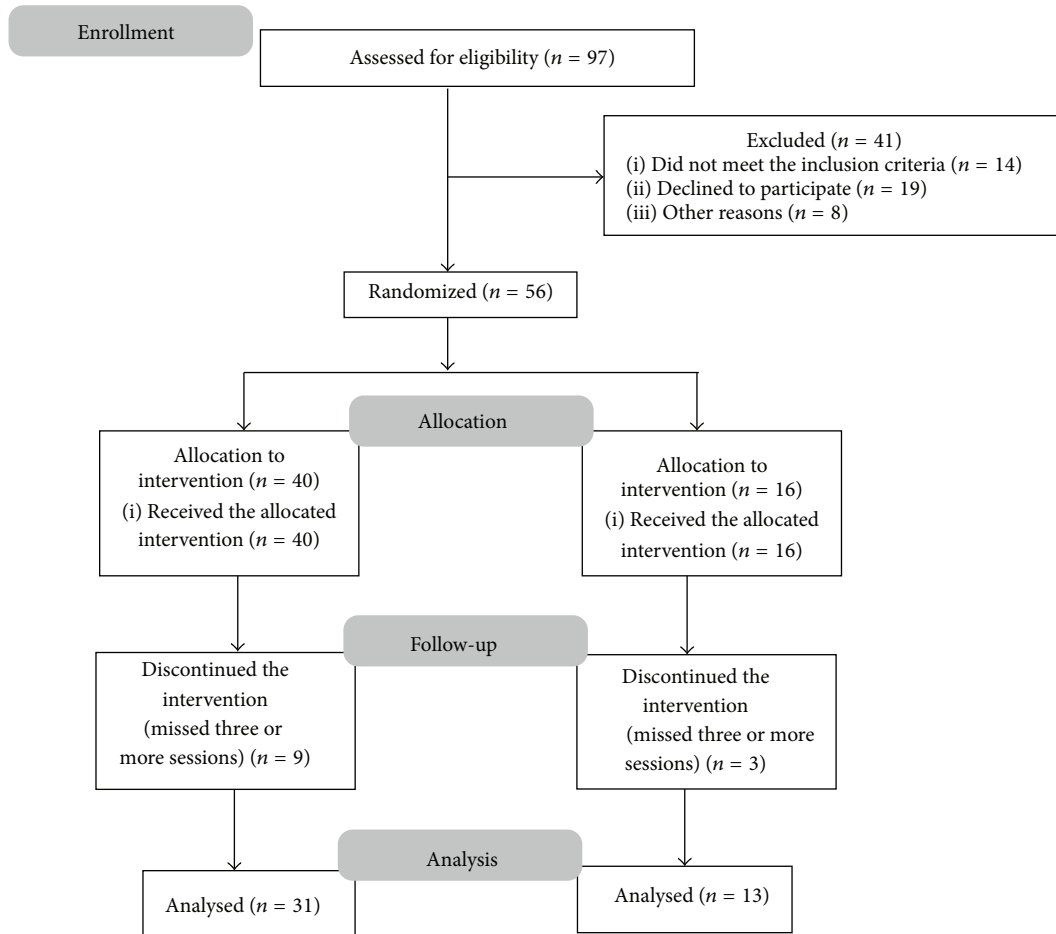 Enrollment
Assessed for eligibility (n = 97)
Excluded (n = 41)
(i) Did not meet the inclusion criteria (n = 14)
(ii) Declined to participate (n = 19)
(iii) Other reasons (n = 8)
Randomized (n = 56)
Allocation
Allocation to
intervention (n = 40)
(i) Received the allocated
intervention (n = 40)
Allocation to
intervention (n = 16)
(i) Received the allocated
intervention (n = 16)
Follow-up
Discontinued the
intervention
(missed three or
more sessions) (n = 9)
Discontinued the
intervention
(missed three or more
sessions) (n = 3)
Analysis
Analysed (n = 31)
Analysed (n = 13)